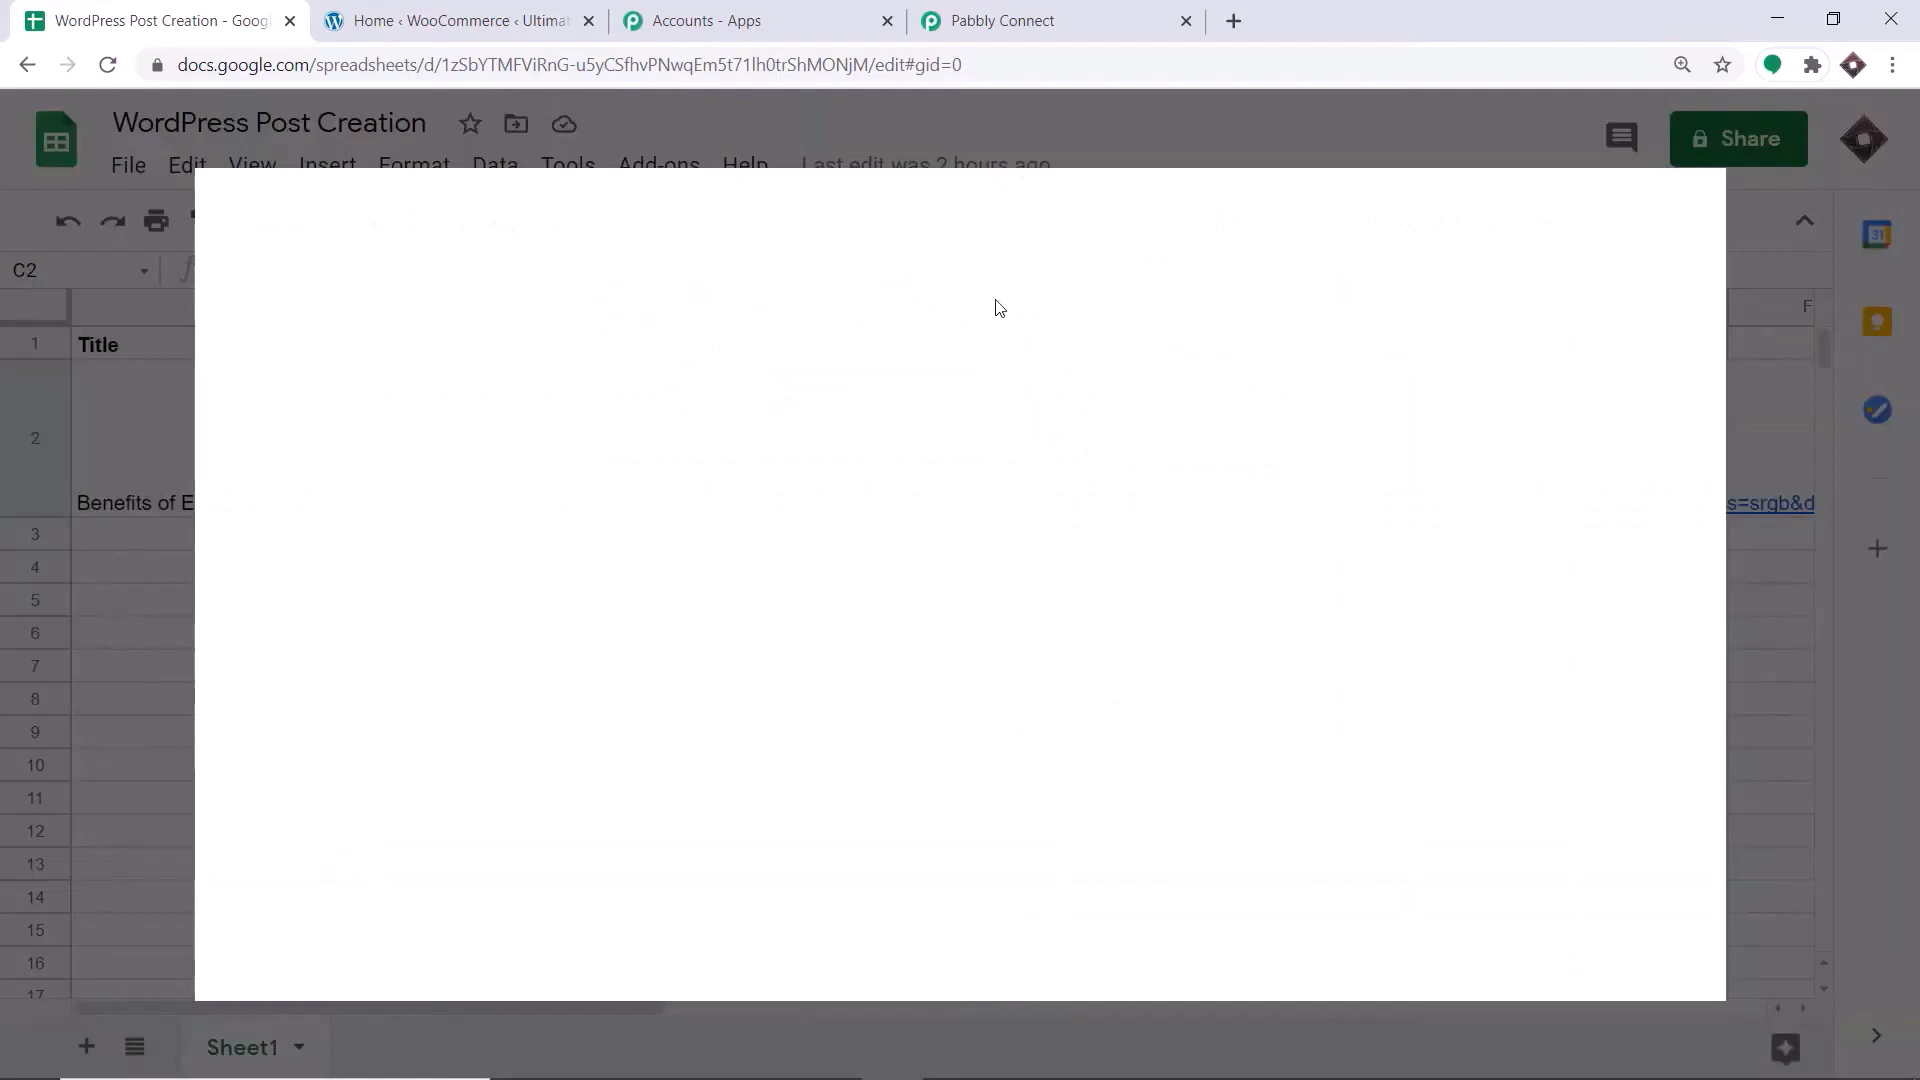 WordPress Post Creation - Goog
Home ‹ WooCommerce ‹ Ultimat
Accounts - Apps
Pabbly Connect
docs.google.com/spreadsheets/d/1zSbYTMFViRnG-u5yCSfhvPNwqEm5t71lh0trShMONjM/edit#gid=0
WordPress Post Creation
Share
File Edit View Insert Format Data Tools Add-ons Help Last edit was 2 hours ago
31
C2
F
1 Title
2
Benefits of E
s=srgb&d
3
4
5
6
7
8
9
10
11
12
13
14
15
16
17
Sheet1